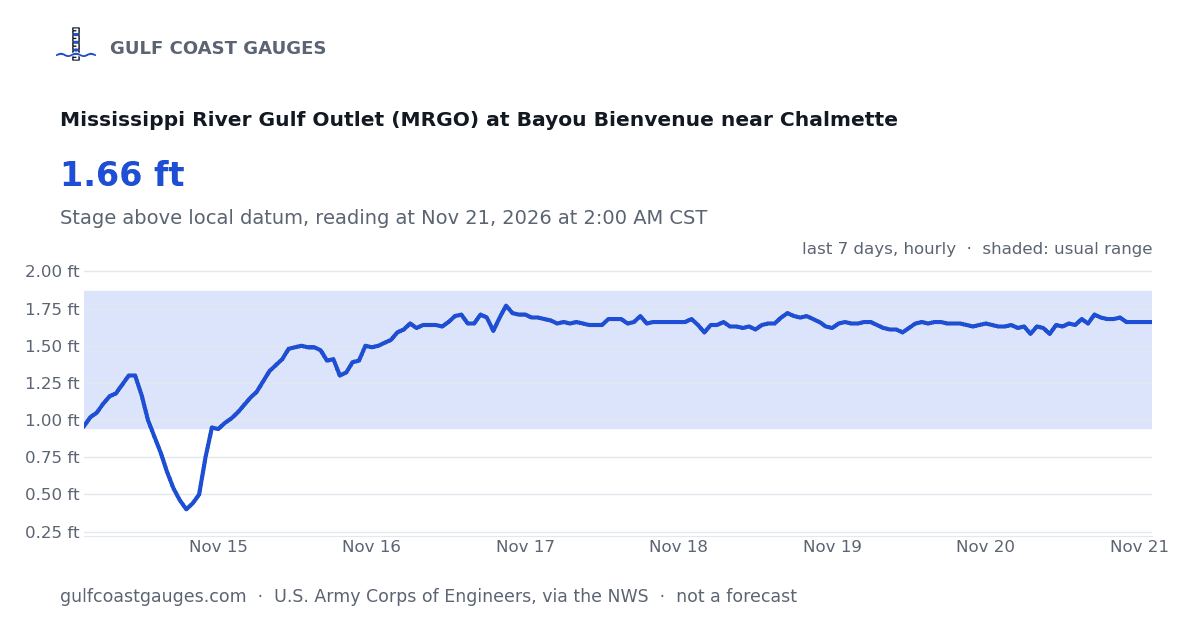 GULF COAST GAUGES
Mississippi River Gulf Outlet (MRGO) at Bayou Bienvenue near Chalmette
1.66 ft
Stage above local datum, reading at Nov 21, 2026 at 2:00 AM CST
last 7 days, hourly · shaded: usual range
2.00 ft
1.75 ft
1.50 ft
1.25 ft
1.00 ft
0.75 ft
0.50 ft
0.25 ft
Nov 15 Nov 16 Nov 17 Nov 18 Nov 19 Nov 20 Nov 21
gulfcoastgauges.com · U.S. Army Corps of Engineers, via the NWS · not a forecast